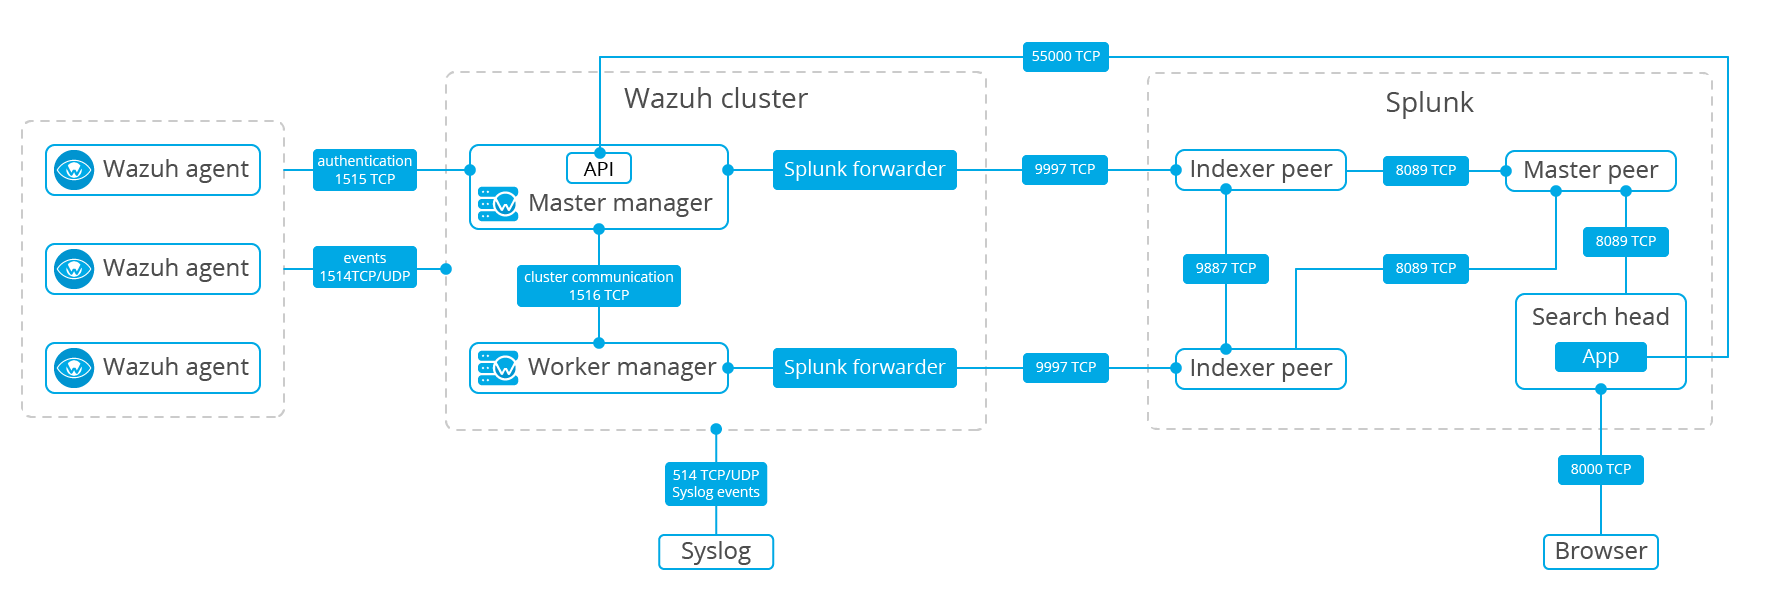 55000 TCP
Wazuh cluster
Splunk
Wazuh agent
authentication
1515 TCP
API
Master manager
Splunk forwarder
9997 TCP
Indexer peer
8089 TCP
Master peer
Wazuh agent
events
1514TCP/UDP
cluster communication
1516 TCP
9887 TCP
8089 TCP
8089 TCP
Wazuh agent
Worker manager
Splunk forwarder
9997 TCP
Indexer peer
Search head
App
514 TCP/UDP
Syslog events
8000 TCP
Syslog
Browser